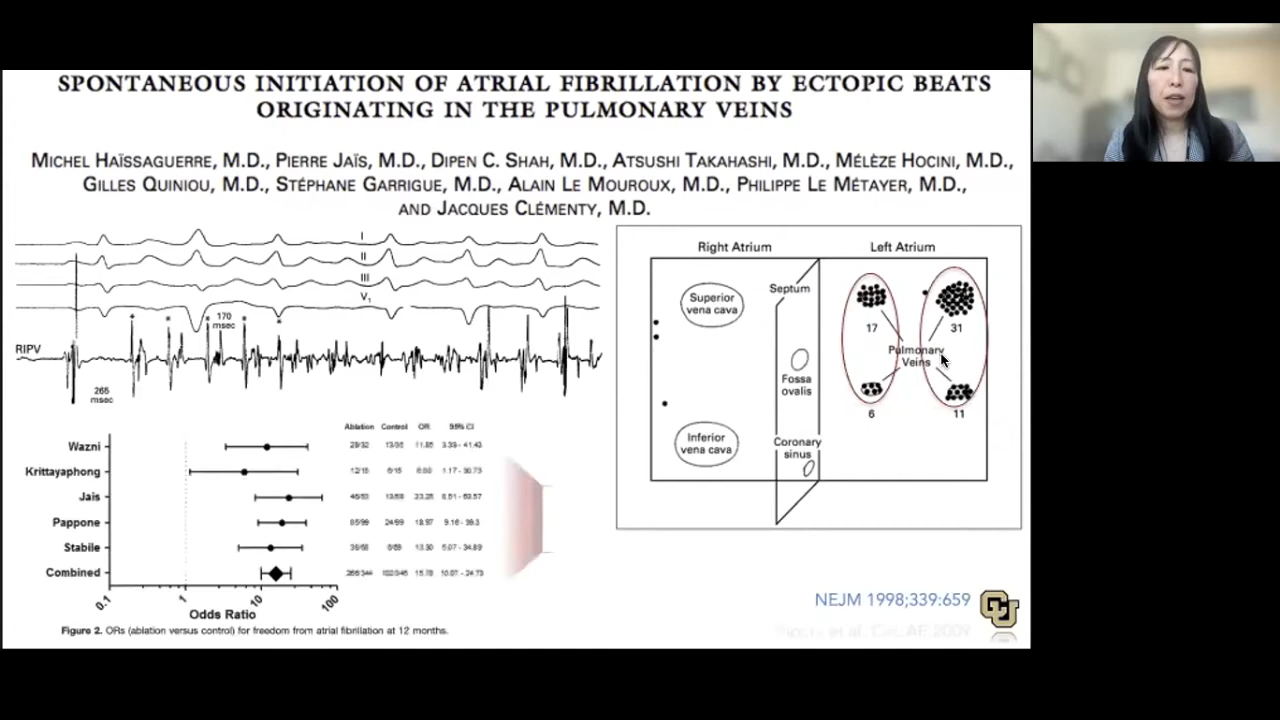 SPONTANEOUS INITIATION OF ATRIAL FIBRILLATION BY ECTOPIC BEATS
ORIGINATING IN THE PULMONARY VEINS
MICHEL HAÏSSAGUERRE, M.D., PIERRE JAÏS, M.D., DIPEN C. SHAH, M.D., ATSUSHI TAKAHASHI, M.D., MÉLÈZE HOCINI, M.D.,
GILLES QUINIOU, M.D., STÉPHANE GARRIGUE, M.D., ALAIN LE MOUROUX, M.D., PHILIPPE LE MÉTAYER, M.D.,
AND JACQUES CLÉMENTY, M.D.
I
II
III
V1
170
msec
RIPV
265
msec
Right Atrium
Left Atrium
Septum
Superior
vena cava
17
31
Pulmonary
Veins
Fossa
ovalis
6
11
Inferior
vena cava
Coronary
sinus
Ablation Control OR 95% CI
Wazni
Krittayaphong
Jais
Pappone
Stabile
Combined
0.1 1 10 100
Odds Ratio
Figure 2. ORs (ablation versus control) for freedom from atrial fibrillation at 12 months.
NEJM 1998;339:659
CU